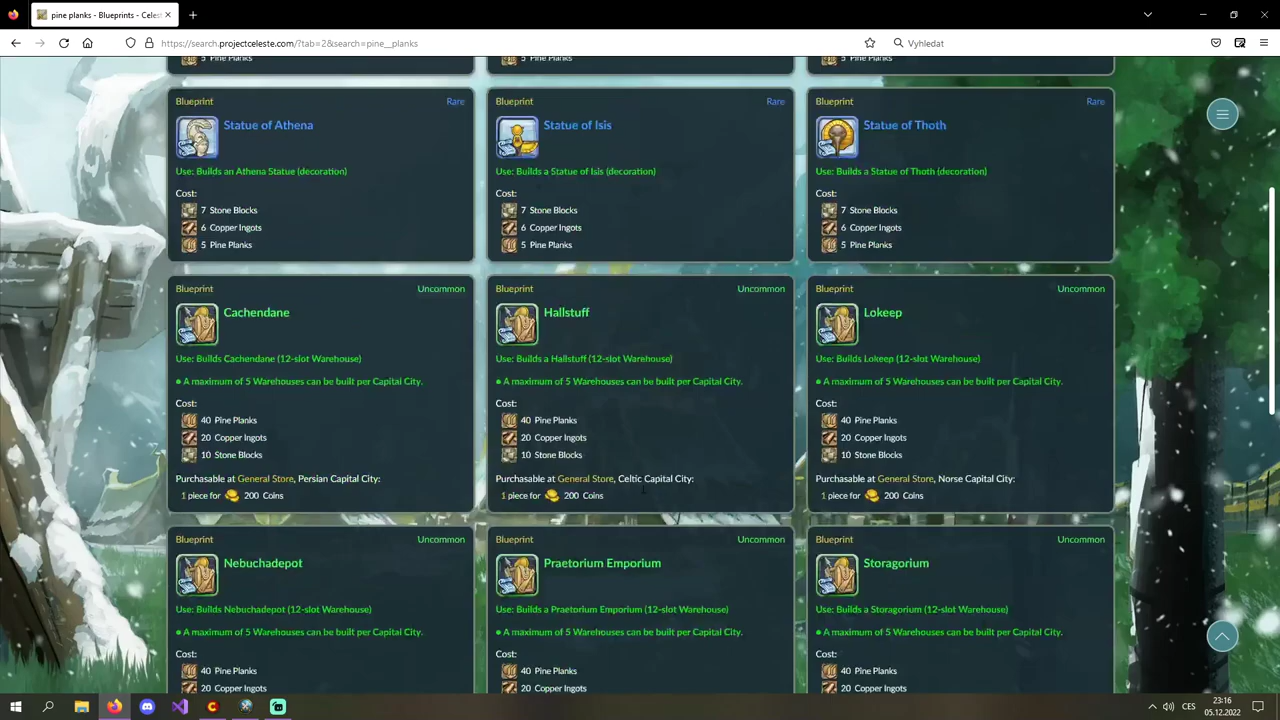 pine planks - Blueprints - Celes
https://search.projectceleste.com/?tab=2&search=pine__planks
Vyhledat
5 Pine Planks
5 Pine Planks
5 Pine Planks
Blueprint Rare
Statue of Athena
Use: Builds an Athena Statue (decoration)
Cost:
7 Stone Blocks
6 Copper Ingots
5 Pine Planks
Blueprint Rare
Statue of Isis
Use: Builds a Statue of Isis (decoration)
Cost:
7 Stone Blocks
6 Copper Ingots
5 Pine Planks
Blueprint Rare
Statue of Thoth
Use: Builds a Statue of Thoth (decoration)
Cost:
7 Stone Blocks
6 Copper Ingots
5 Pine Planks
Blueprint Uncommon
Cachendane
Use: Builds Cachendane (12-slot Warehouse)
• A maximum of 5 Warehouses can be built per Capital City.
Cost:
40 Pine Planks
20 Copper Ingots
10 Stone Blocks
Purchasable at General Store, Persian Capital City:
1 piece for 200 Coins
Blueprint Uncommon
Hallstuff
Use: Builds a Hallstuff (12-slot Warehouse)
• A maximum of 5 Warehouses can be built per Capital City.
Cost:
40 Pine Planks
20 Copper Ingots
10 Stone Blocks
Purchasable at General Store, Celtic Capital City:
1 piece for 200 Coins
Blueprint Uncommon
Lokeep
Use: Builds Lokeep (12-slot Warehouse)
• A maximum of 5 Warehouses can be built per Capital City.
Cost:
40 Pine Planks
20 Copper Ingots
10 Stone Blocks
Purchasable at General Store, Norse Capital City:
1 piece for 200 Coins
Blueprint Uncommon
Nebuchadepot
Use: Builds Nebuchadepot (12-slot Warehouse)
• A maximum of 5 Warehouses can be built per Capital City.
Cost:
40 Pine Planks
20 Copper Ingots
Blueprint Uncommon
Praetorium Emporium
Use: Builds a Praetorium Emporium (12-slot Warehouse)
• A maximum of 5 Warehouses can be built per Capital City.
Cost:
40 Pine Planks
20 Copper Ingots
Blueprint Uncommon
Storagorium
Use: Builds a Storagorium (12-slot Warehouse)
• A maximum of 5 Warehouses can be built per Capital City.
Cost:
40 Pine Planks
20 Copper Ingots
CES
23:16
05.12.2022